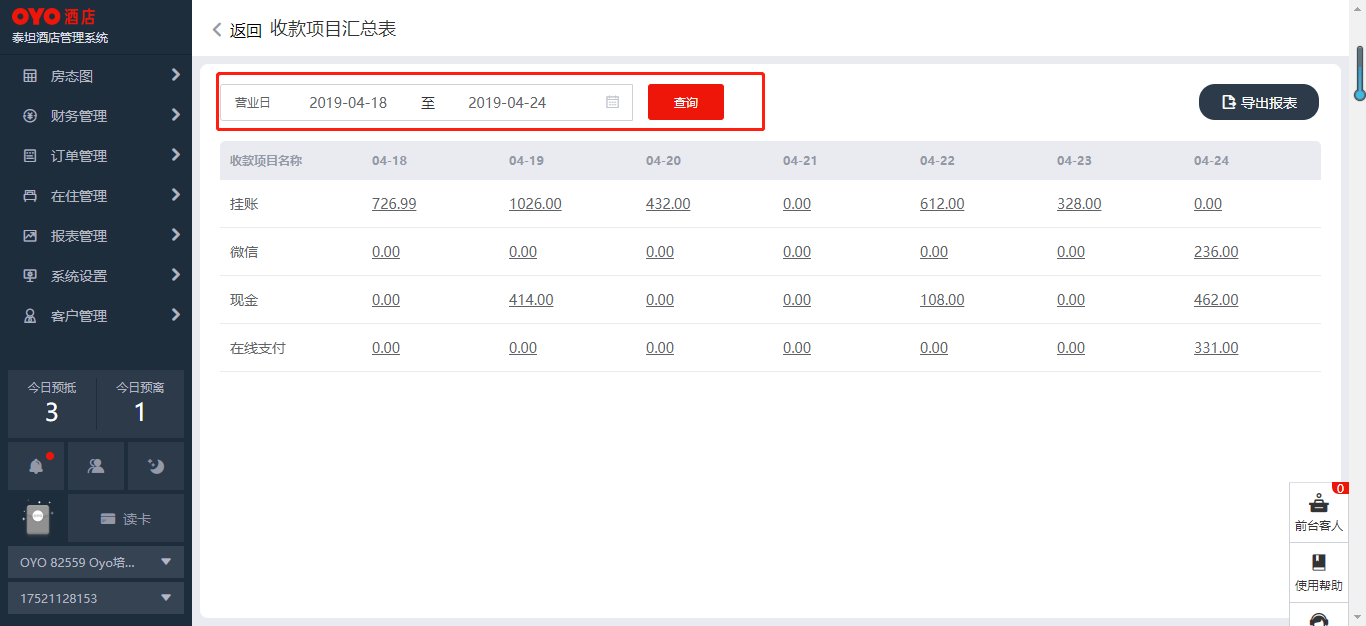 OYO 酒店
泰坦酒店管理系统
房态图
财务管理
订单管理
在住管理
报表管理
系统设置
客户管理
今日预抵 今日预离
3 1
读卡
OYO 82559 Oyo培...
17521128153
返回 收款项目汇总表
营业日 2019-04-18 至 2019-04-24 查询 导出报表
收款项目名称 04-18 04-19 04-20 04-21 04-22 04-23 04-24
挂账 726.99 1026.00 432.00 0.00 612.00 328.00 0.00
微信 0.00 0.00 0.00 0.00 0.00 0.00 236.00
现金 0.00 414.00 0.00 0.00 108.00 0.00 462.00
在线支付 0.00 0.00 0.00 0.00 0.00 0.00 331.00
0
前台客人
使用帮助